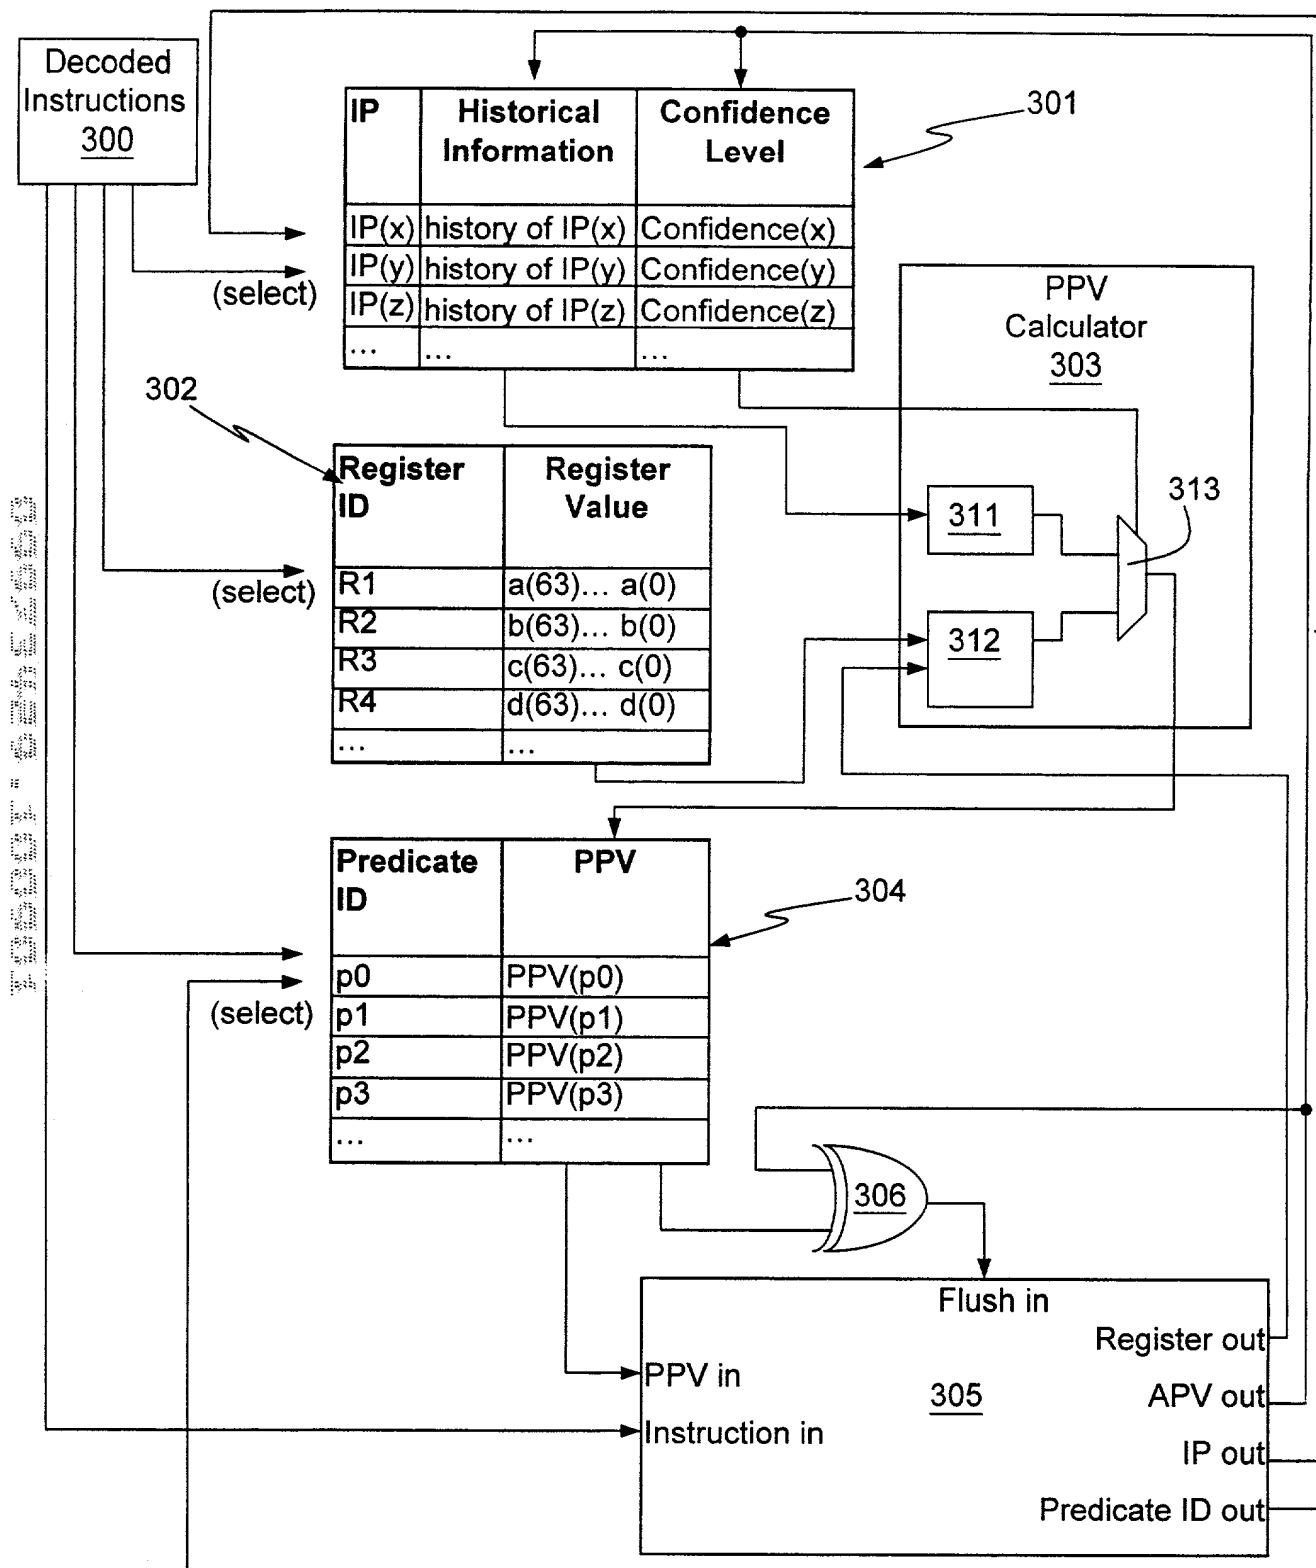 Decoded
Instructions
300
IP
Historical
Information
Confidence
Level
301
IP(x)
history of IP(x)
Confidence(x)
IP(y)
history of IP(y)
Confidence(y)
(select)
IP(z)
history of IP(z)
Confidence(z)
...
...
...
PPV
Calculator
303
302
Register
ID
Register
Value
311
313
312
(select)
R1
a(63)... a(0)
R2
b(63)... b(0)
R3
c(63)... c(0)
R4
d(63)... d(0)
...
...
Predicate
ID
PPV
304
p0
PPV(p0)
(select)
p1
PPV(p1)
p2
PPV(p2)
p3
PPV(p3)
...
...
306
Flush in
Register out
PPV in
305
APV out
Instruction in
IP out
Predicate ID out